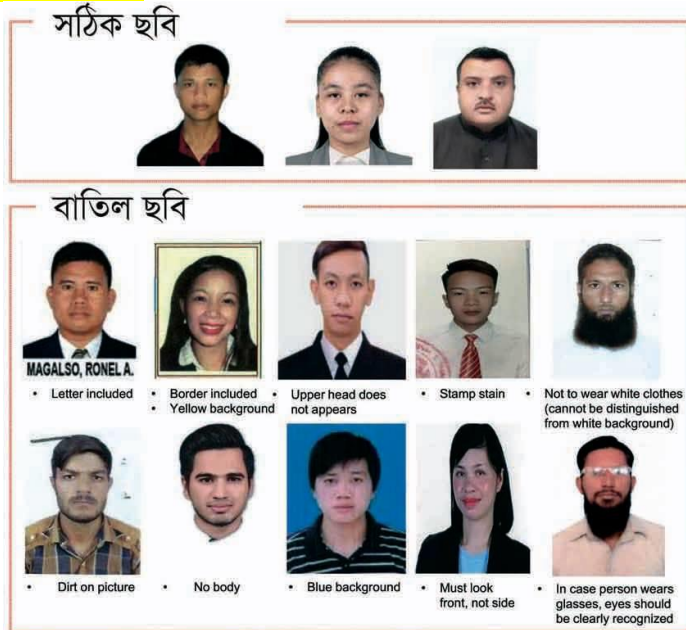 সঠিক ছবি
বাতিল ছবি
MAGALSO, RONEL A.
• Letter included
• Border included
• Yellow background
• Upper head does
not appears
• Stamp stain
• Not to wear white clothes
(cannot be distinguished
from white background)
• Dirt on picture
• No body
• Blue background
• Must look
front, not side
• In case person wears
glasses, eyes should
be clearly recognized